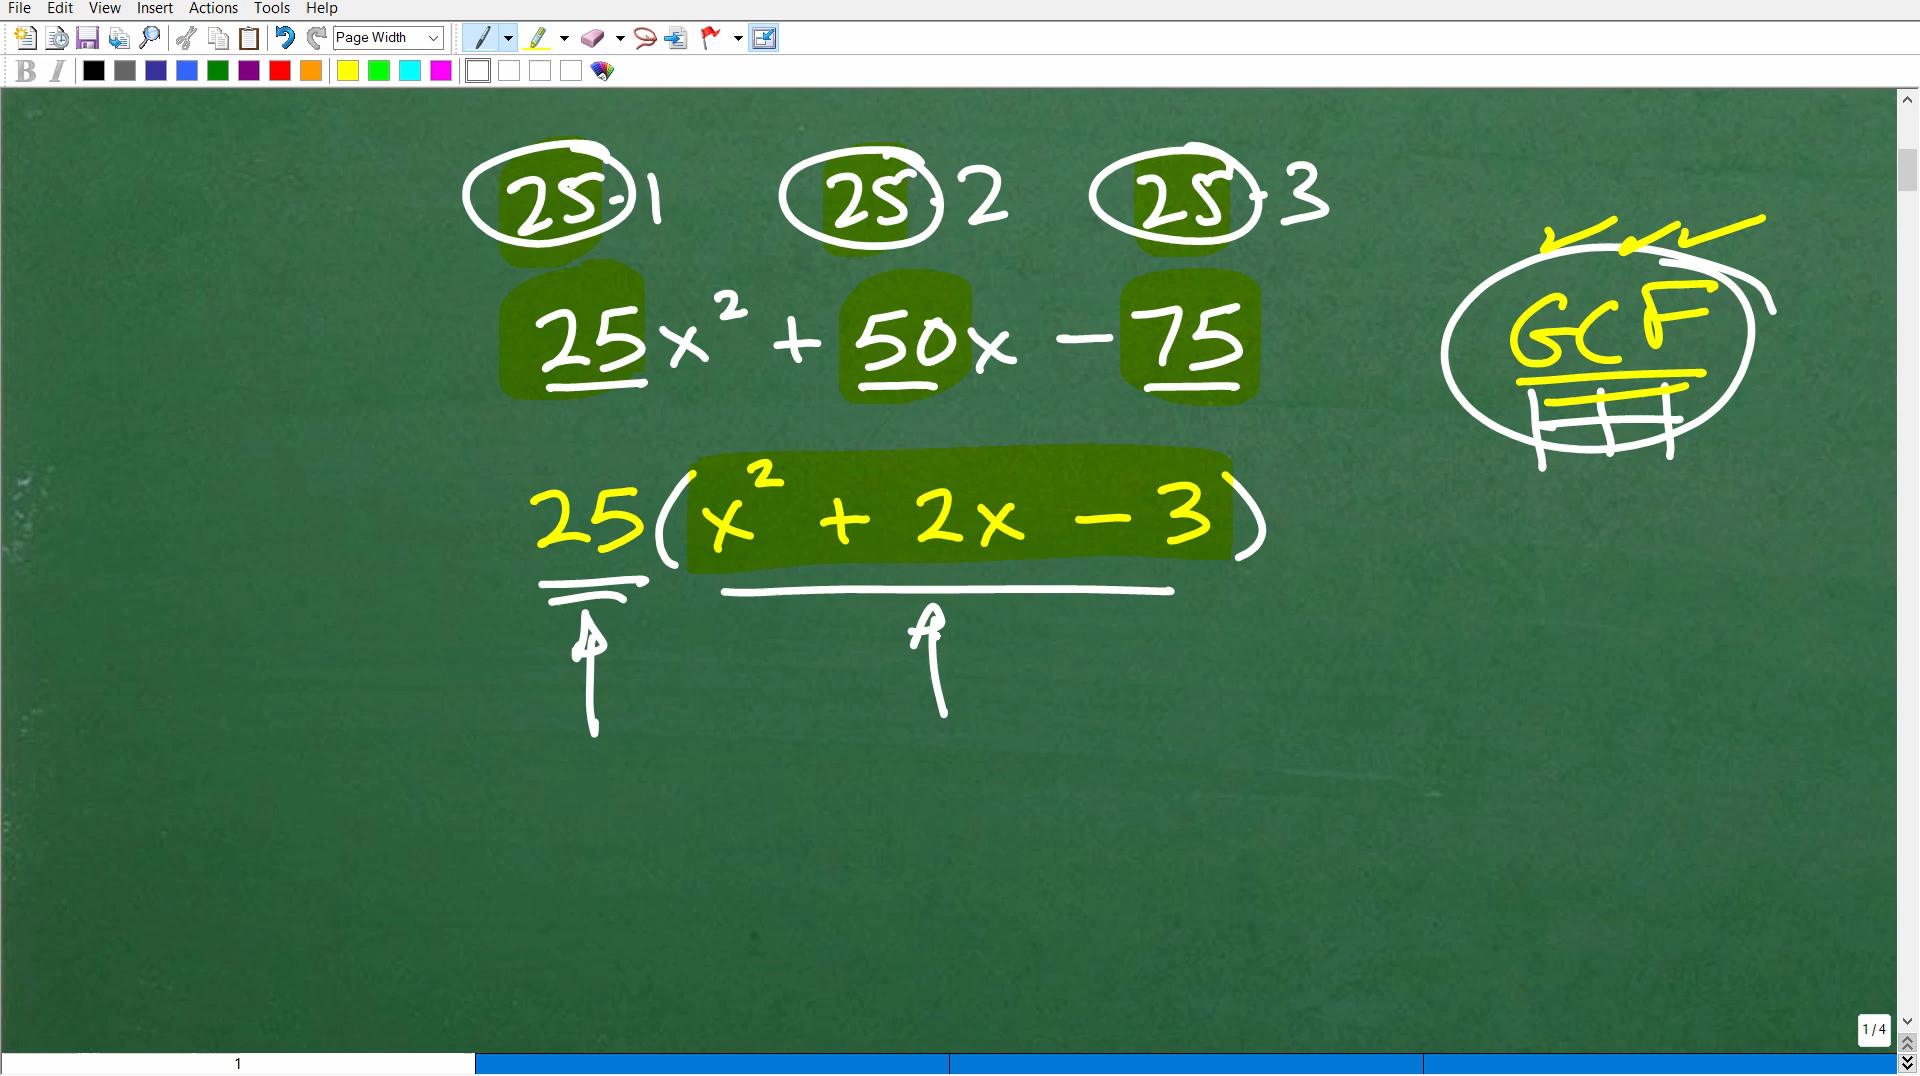 File Edit View Insert Actions Tools Help
Page Width
B I
25·1 25·2 25·3
25x² + 50x - 75
GCF
25(x² + 2x - 3)
1 / 4
1